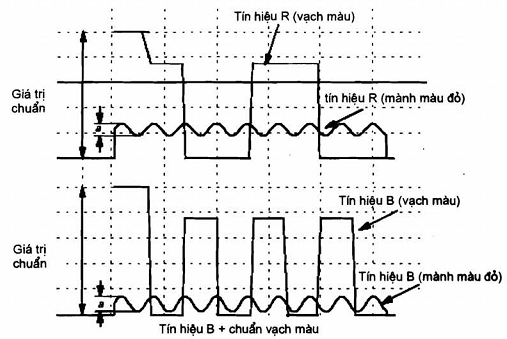 Tín hiệu R (vạch màu)
Giá trị
chuẩn
a
tín hiệu R (mành màu đỏ)
Tín hiệu B (vạch màu)
Giá trị
chuẩn
a
Tín hiệu B (mành màu đỏ)
Tín hiệu B + chuẩn vạch màu